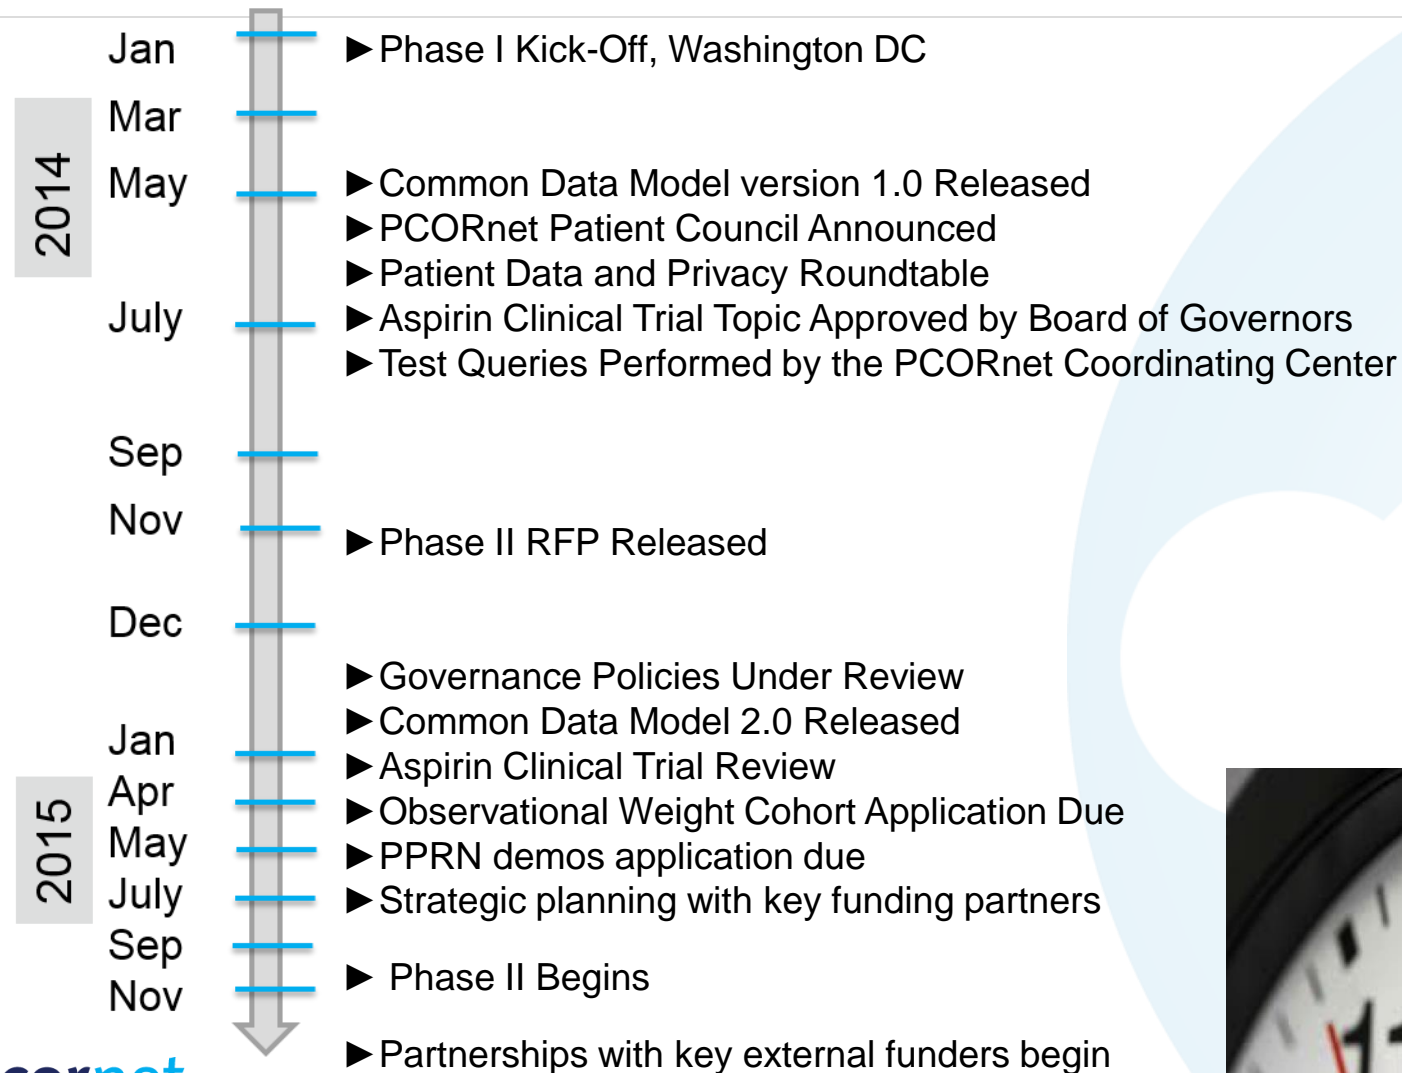 Jan ►Phase I Kick-Off, Washington DC
Mar
2014
May ►Common Data Model version 1.0 Released
►PCORnet Patient Council Announced
►Patient Data and Privacy Roundtable
July ►Aspirin Clinical Trial Topic Approved by Board of Governors
►Test Queries Performed by the PCORnet Coordinating Center
Sep
Nov ►Phase II RFP Released
Dec
►Governance Policies Under Review
►Common Data Model 2.0 Released
Jan
►Aspirin Clinical Trial Review
2015
Apr ►Observational Weight Cohort Application Due
May ►PPRN demos application due
July ►Strategic planning with key funding partners
Sep
► Phase II Begins
Nov
►Partnerships with key external funders begin